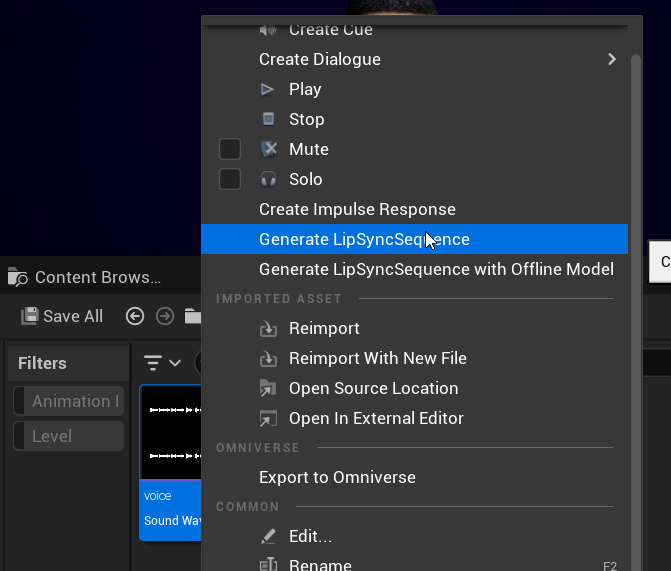 Create Cue
Create Dialogue
Play
Stop
Mute
Solo
Create Impulse Response
Generate LipSyncSequence
Generate LipSyncSequence with Offline Model
IMPORTED ASSET
Reimport
Reimport With New File
Open Source Location
Open In External Editor
OMNIVERSE
Export to Omniverse
COMMON
Edit...
Rename F2
Content Brows...
Save All
Filters
Animation
Level
voice
Sound Wav
C